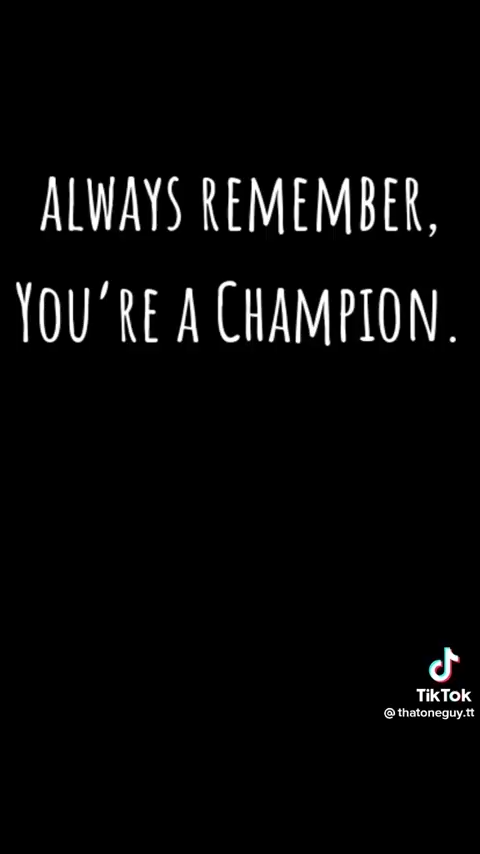 ALWAYS REMEMBER,
YOU'RE A CHAMPION.
TikTok
@ thatoneguy.tt